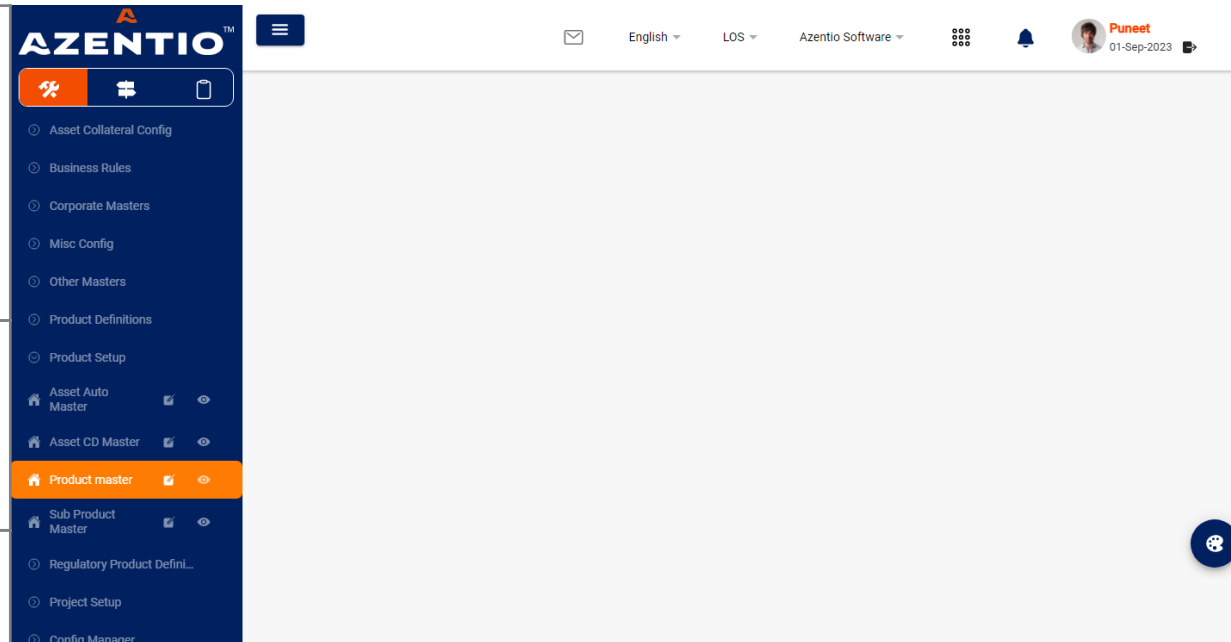 AZENTIO™
English
LOS
Azentio Software
Puneet
01-Sep-2023
Asset Collateral Config
Business Rules
Corporate Masters
Misc Config
Other Masters
Product Definitions
Product Setup
Asset Auto
Master
Asset CD Master
Product master
Sub Product
Master
Regulatory Product Defini...
Project Setup
Config Manager